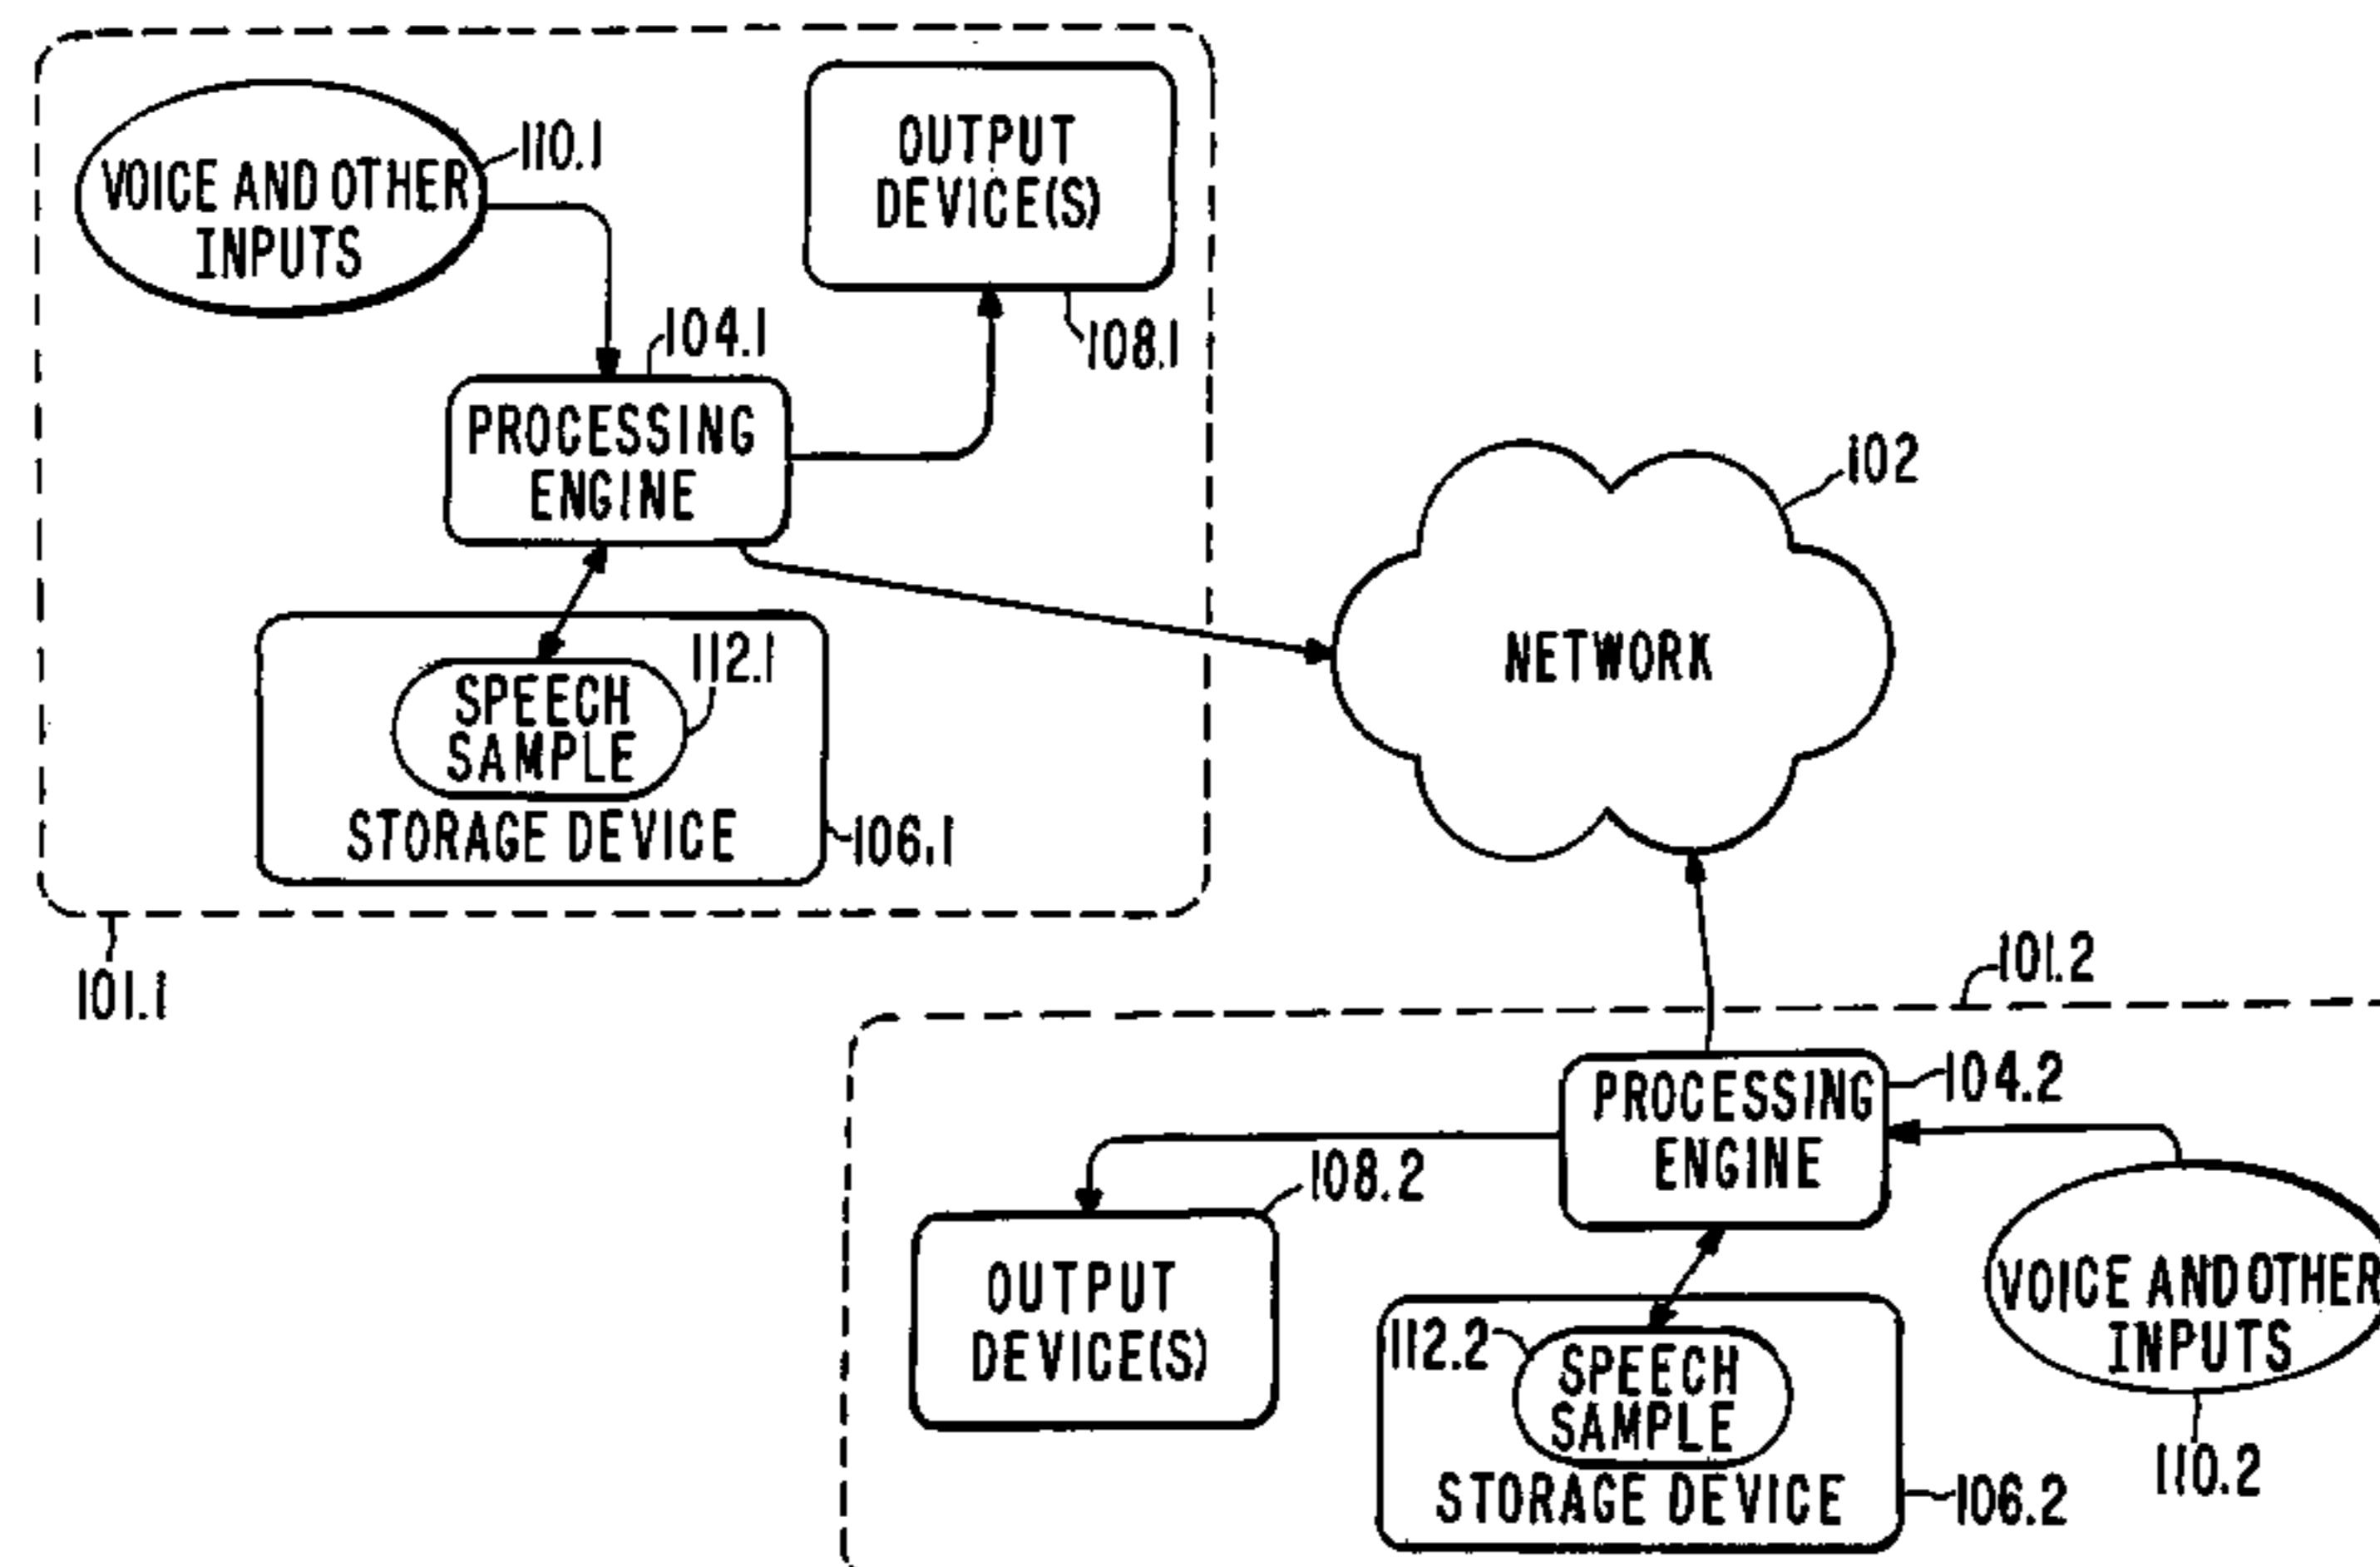 VOICE AND OTHER
INPUTS
110.1
OUTPUT
DEVICE(S)
108.1
104.1
PROCESSING
ENGINE
112.1
SPEECH
SAMPLE
STORAGE DEVICE
106.1
101.1
102
NETWORK
101.2
PROCESSING
ENGINE
104.2
108.2
OUTPUT
DEVICE(S)
112.2
SPEECH
SAMPLE
STORAGE DEVICE
106.2
VOICE AND OTHER
INPUTS
110.2